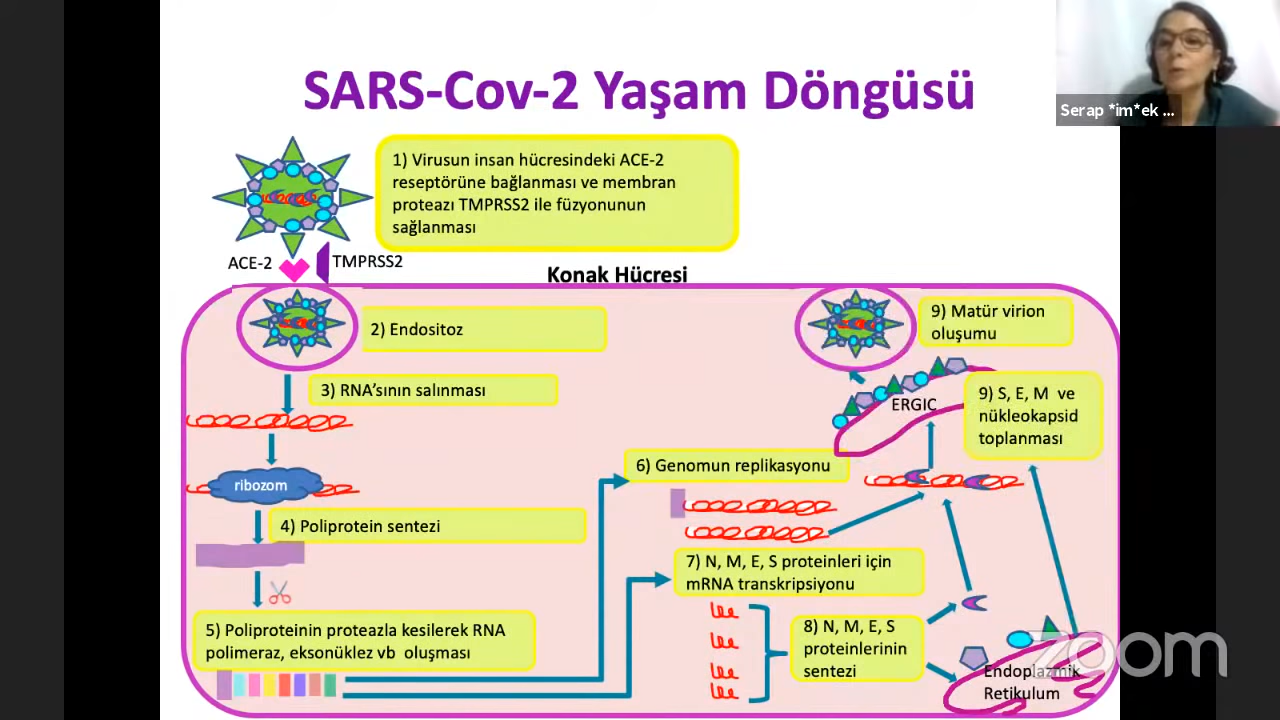 SARS-Cov-2 Yaşam Döngüsü
Serap *im*ek ...
1) Virusun insan hücresindeki ACE-2
reseptörüne bağlanması ve membran
proteazı TMPRSS2 ile füzyonunun
sağlanması
ACE-2
TMPRSS2
Konak Hücresi
2) Endositoz
3) RNA’sının salınması
ribozom
4) Poliprotein sentezi
5) Poliproteinin proteazla kesilerek RNA
polimeraz, eksonüklez vb oluşması
6) Genomun replikasyonu
7) N, M, E, S proteinleri için
mRNA transkripsiyonu
8) N, M, E, S
proteinlerinin
sentezi
Endoplazmik
Retikulum
9) S, E, M ve
nükleokapsid
toplanması
ERGIC
9) Matür virion
oluşumu
zoom